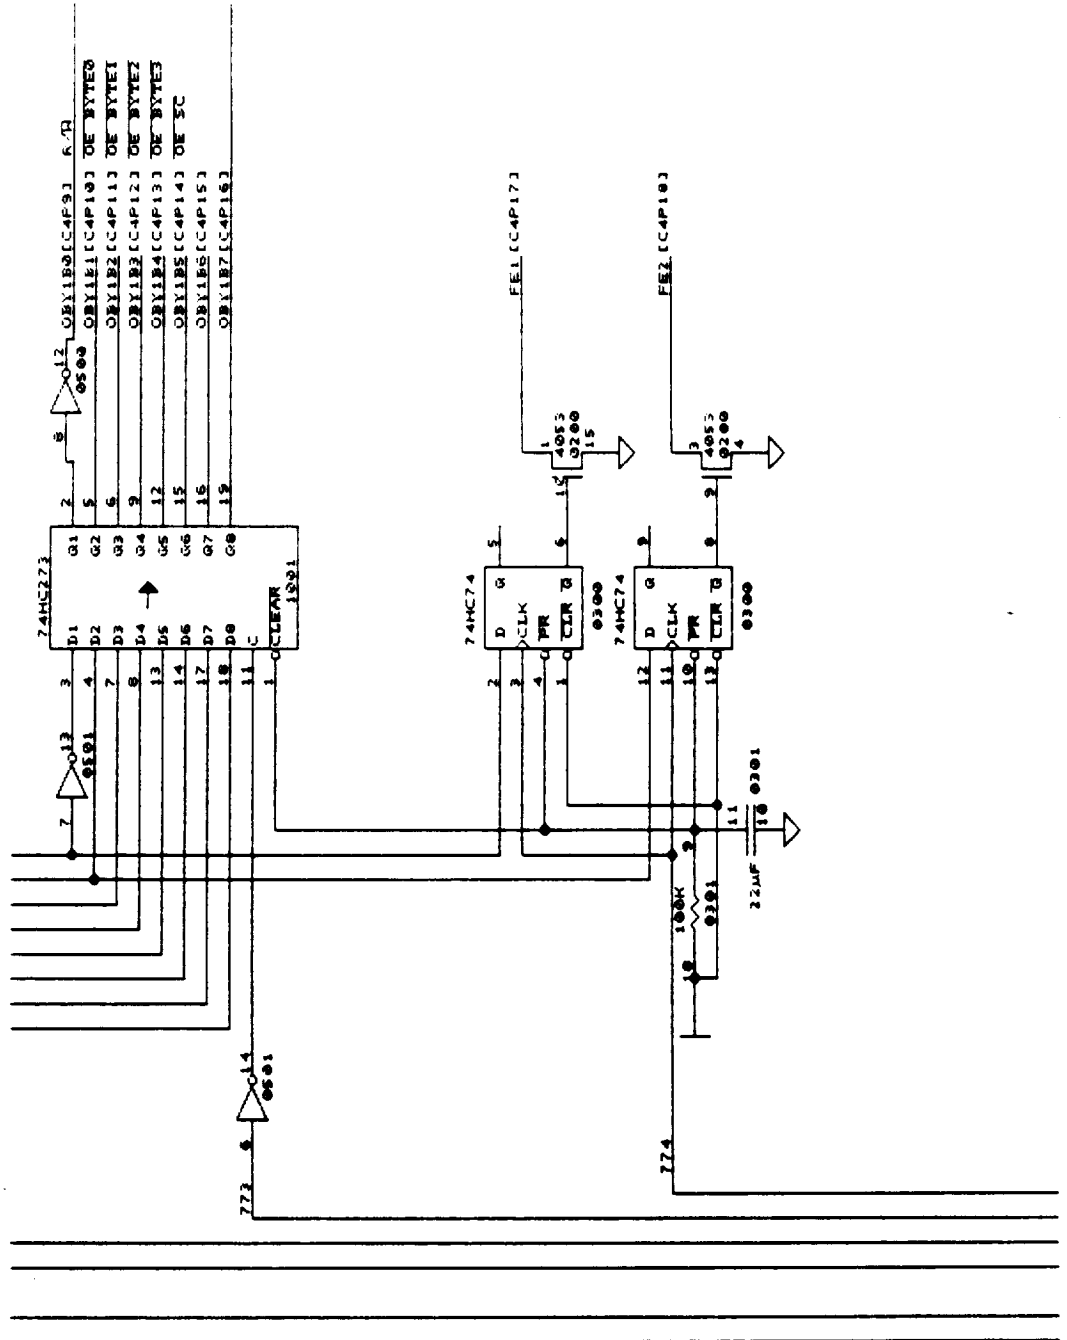 OBY1B0[C4P9] R/W
OBY1B1[C4P10] OE BYTE0
OBY1B2[C4P11] OE BYTE1
OBY1B3[C4P12] OE BYTE2
OBY1B4[C4P13] OE BYTE3
OBY1B5[C4P14] OE SC
OBY1B6[C4P15]
OBY1B7[C4P16]
8 12
0500
74HC273
1001
3 D1 Q1 2
4 D2 Q2 5
7 D3 Q3 6
8 D4 Q4 9
13 D5 Q5 12
14 D6 Q6 15
17 D7 Q7 16
18 D8 Q8 19
11 C
1 CLEAR
7 13
0501
773 6 14
0501
FE1[C4P17]
1
4053
0200
15
74HC74
2 D Q 5
3 CLK
4 PR
1 CLR Q 6
0300
FE2[C4P18]
3
4053
0200
4
9
74HC74
12 D Q 9
11 CLK
10 PR
13 CLR Q 8
0300
11 0301
10
22µF
9
100K
0301
10
774